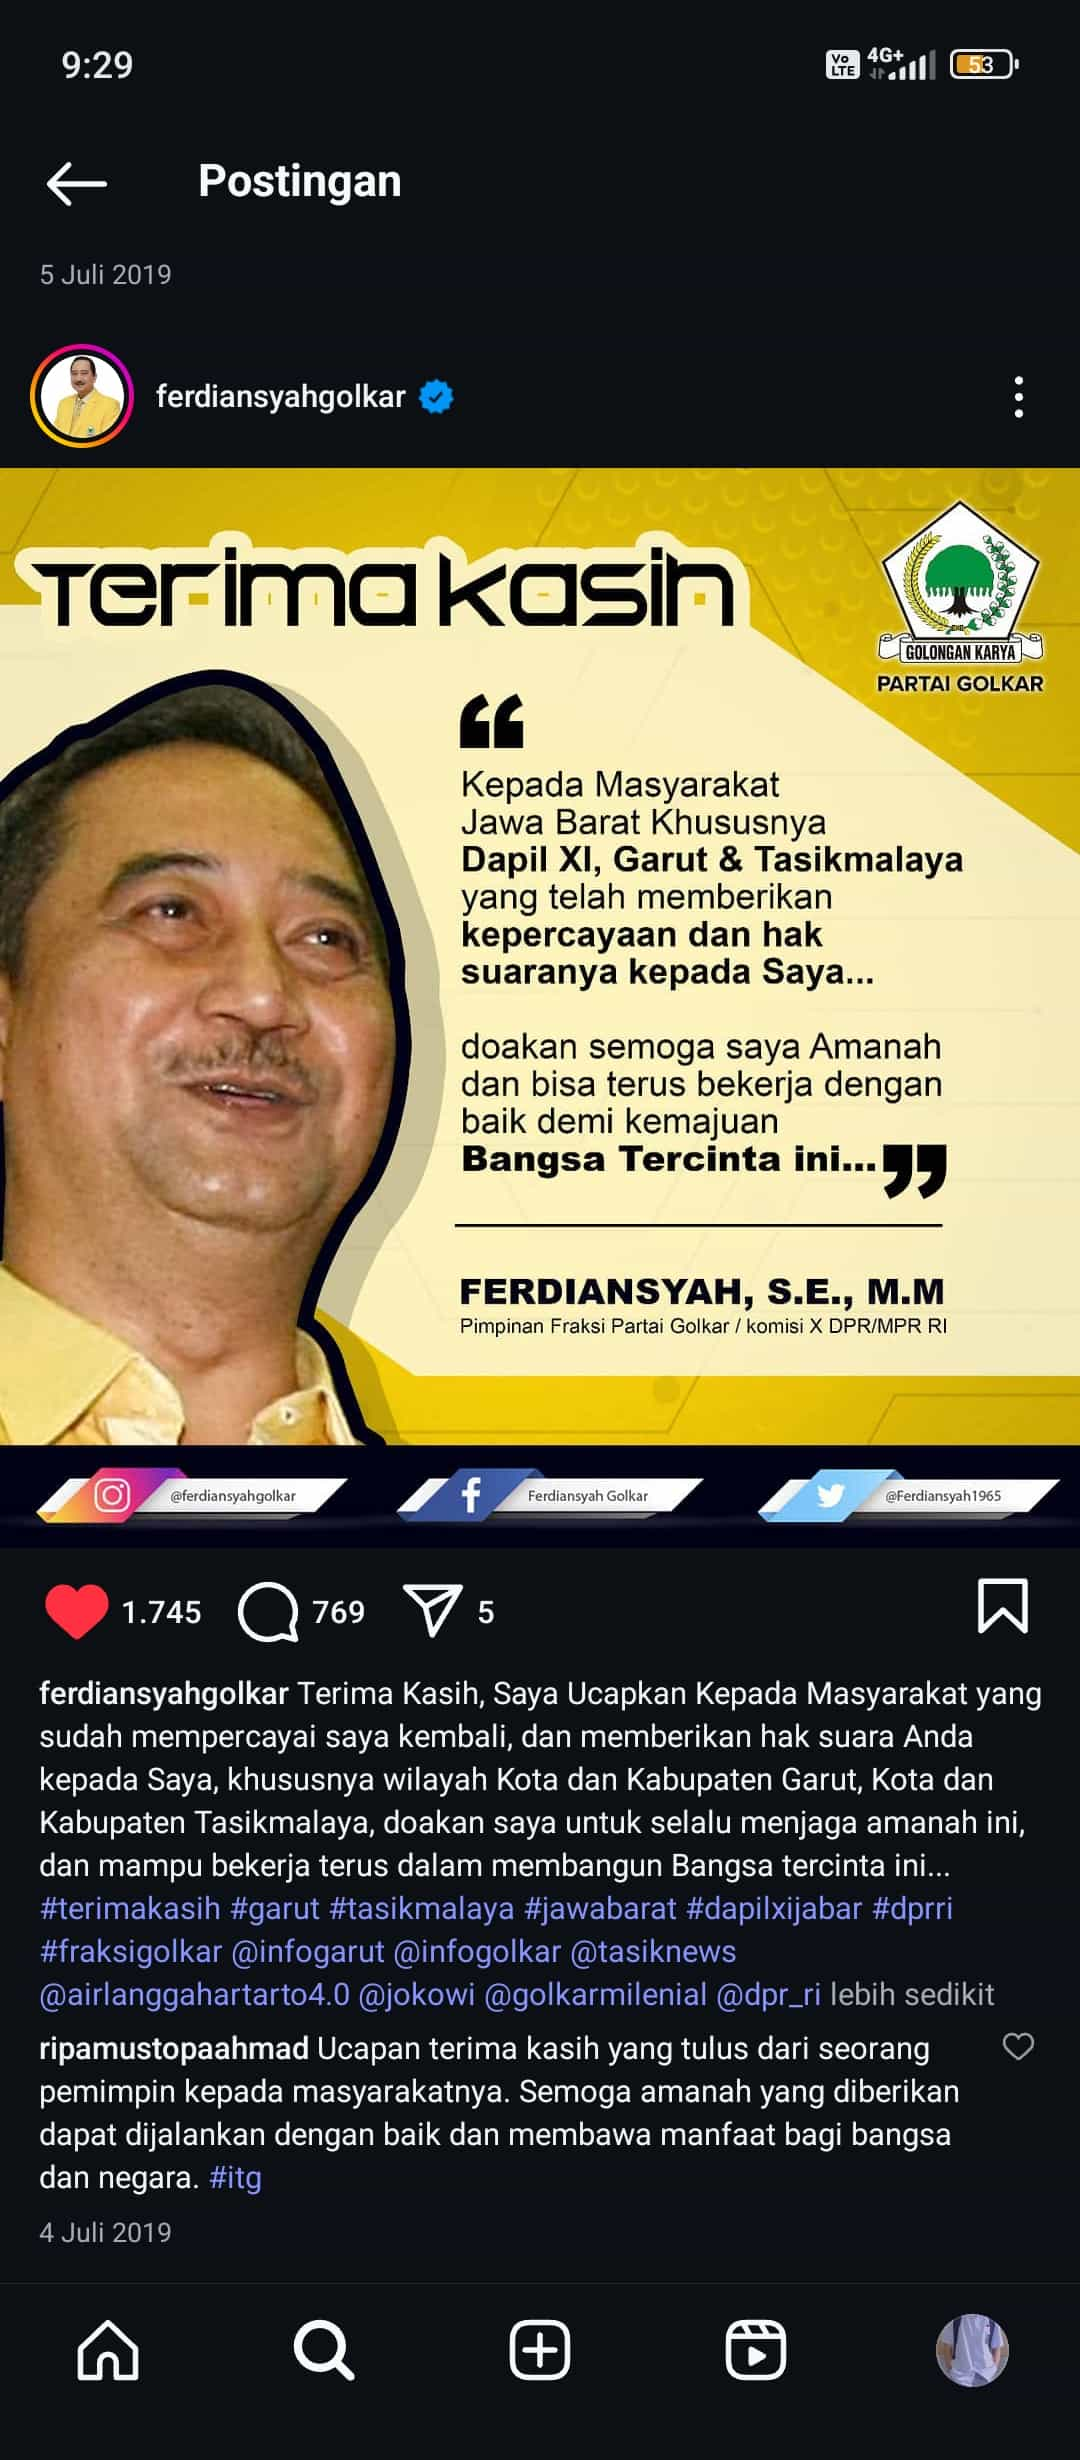 9:29
Vo LTE 4G+ 53
Postingan
5 Juli 2019
ferdiansyahgolkar
Terima kasih
GOLONGAN KARYA
PARTAI GOLKAR
“
Kepada Masyarakat
Jawa Barat Khususnya
Dapil XI, Garut & Tasikmalaya
yang telah memberikan
kepercayaan dan hak
suaranya kepada Saya...
doakan semoga saya Amanah
dan bisa terus bekerja dengan
baik demi kemajuan
Bangsa Tercinta ini...”
FERDIANSYAH, S.E., M.M
Pimpinan Fraksi Partai Golkar / komisi X DPR/MPR RI
@ferdiansyahgolkar
Ferdiansyah Golkar
@Ferdiansyah1965
1.745 769 5
ferdiansyahgolkar Terima Kasih, Saya Ucapkan Kepada Masyarakat yang
sudah mempercayai saya kembali, dan memberikan hak suara Anda
kepada Saya, khususnya wilayah Kota dan Kabupaten Garut, Kota dan
Kabupaten Tasikmalaya, doakan saya untuk selalu menjaga amanah ini,
dan mampu bekerja terus dalam membangun Bangsa tercinta ini...
#terimakasih #garut #tasikmalaya #jawabarat #dapilxijabar #dprri
#fraksigolkar @infogarut @infogolkar @tasiknews
@airlanggahartarto4.0 @jokowi @golkarmilenial @dpr_ri lebih sedikit
ripamustopaahmad Ucapan terima kasih yang tulus dari seorang
pemimpin kepada masyarakatnya. Semoga amanah yang diberikan
dapat dijalankan dengan baik dan membawa manfaat bagi bangsa
dan negara. #itg
4 Juli 2019